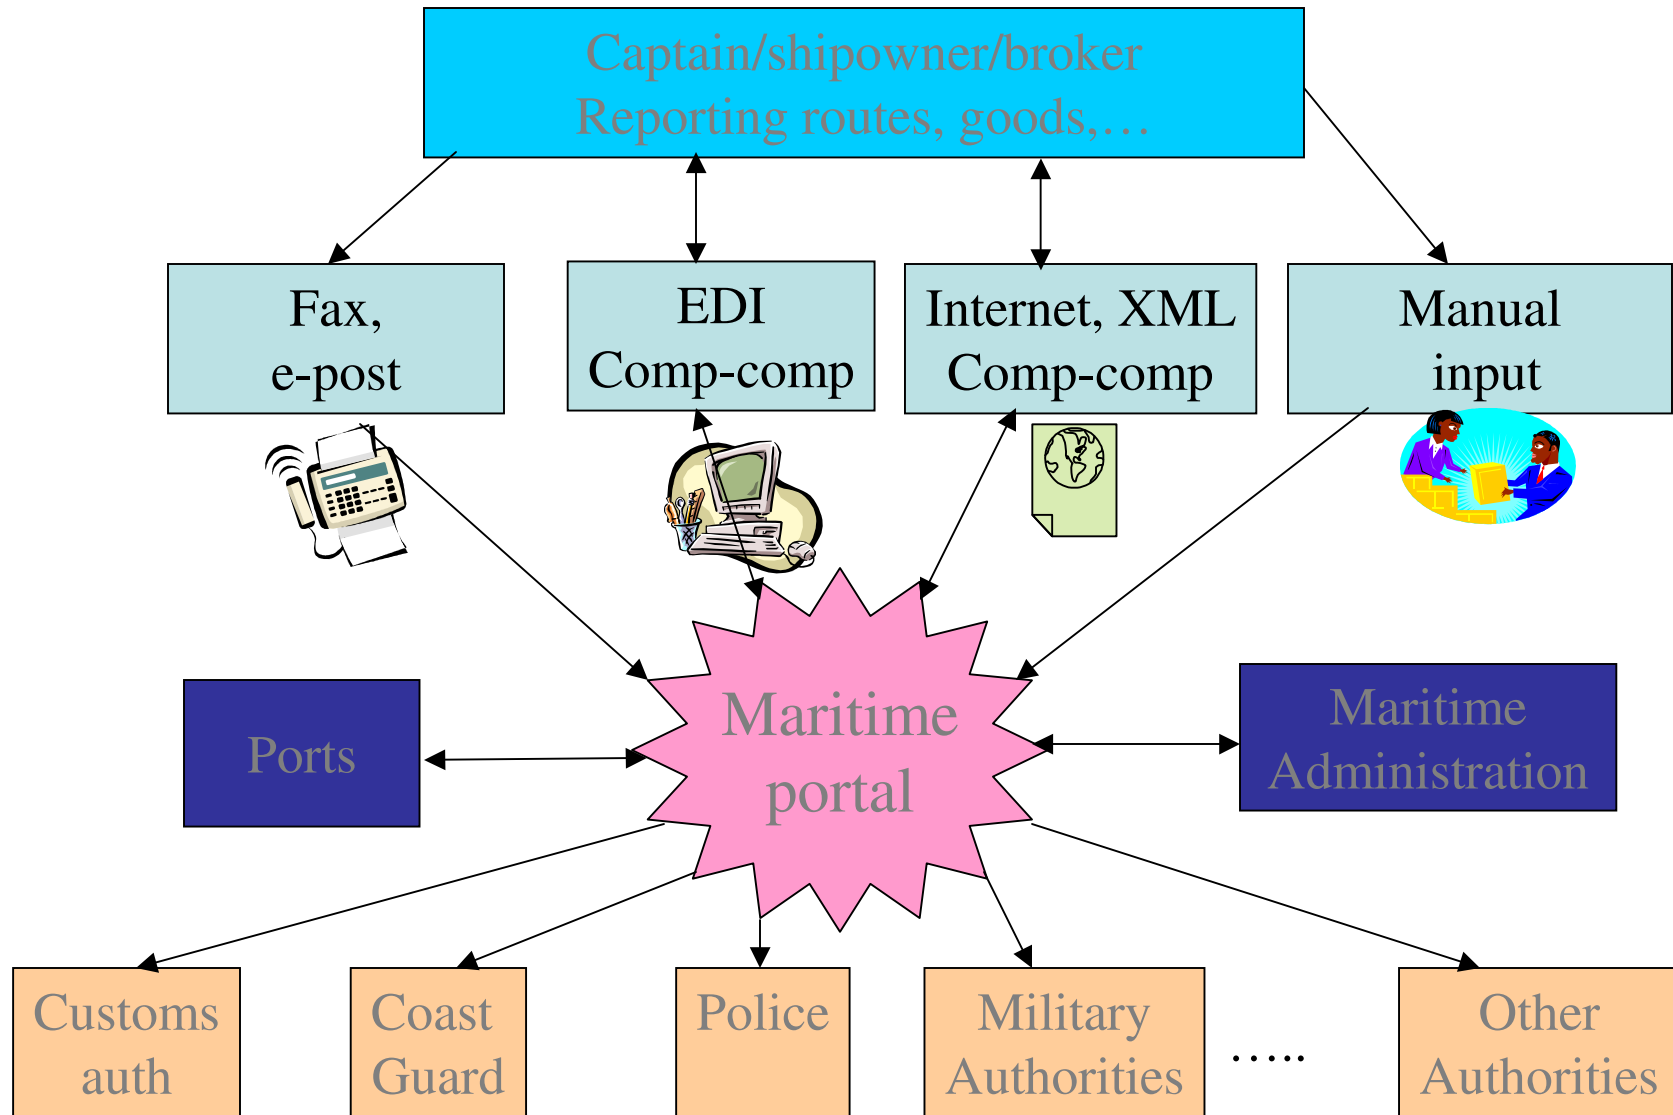 Captain/shipowner/broker
Reporting routes, goods,…
Fax,
e-post
EDI
Comp-comp
Internet, XML
Comp-comp
Manual
input
Maritime
portal
Ports
Maritime
Administration
Customs
auth
Coast
Guard
Police
Military
Authorities
…..
Other
Authorities